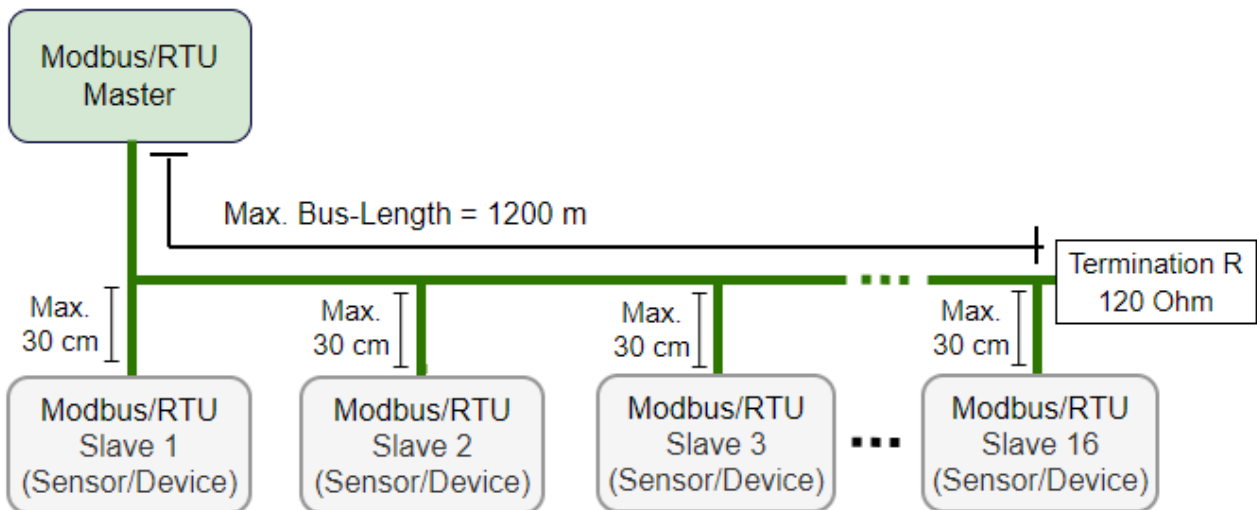 Modbus/RTU
Master
Max. Bus-Length = 1200 m
Termination R
120 Ohm
Max.
30 cm
Max.
30 cm
Max.
30 cm
Max.
30 cm
Modbus/RTU
Slave 1
(Sensor/Device)
Modbus/RTU
Slave 2
(Sensor/Device)
Modbus/RTU
Slave 3
(Sensor/Device)
Modbus/RTU
Slave 16
(Sensor/Device)